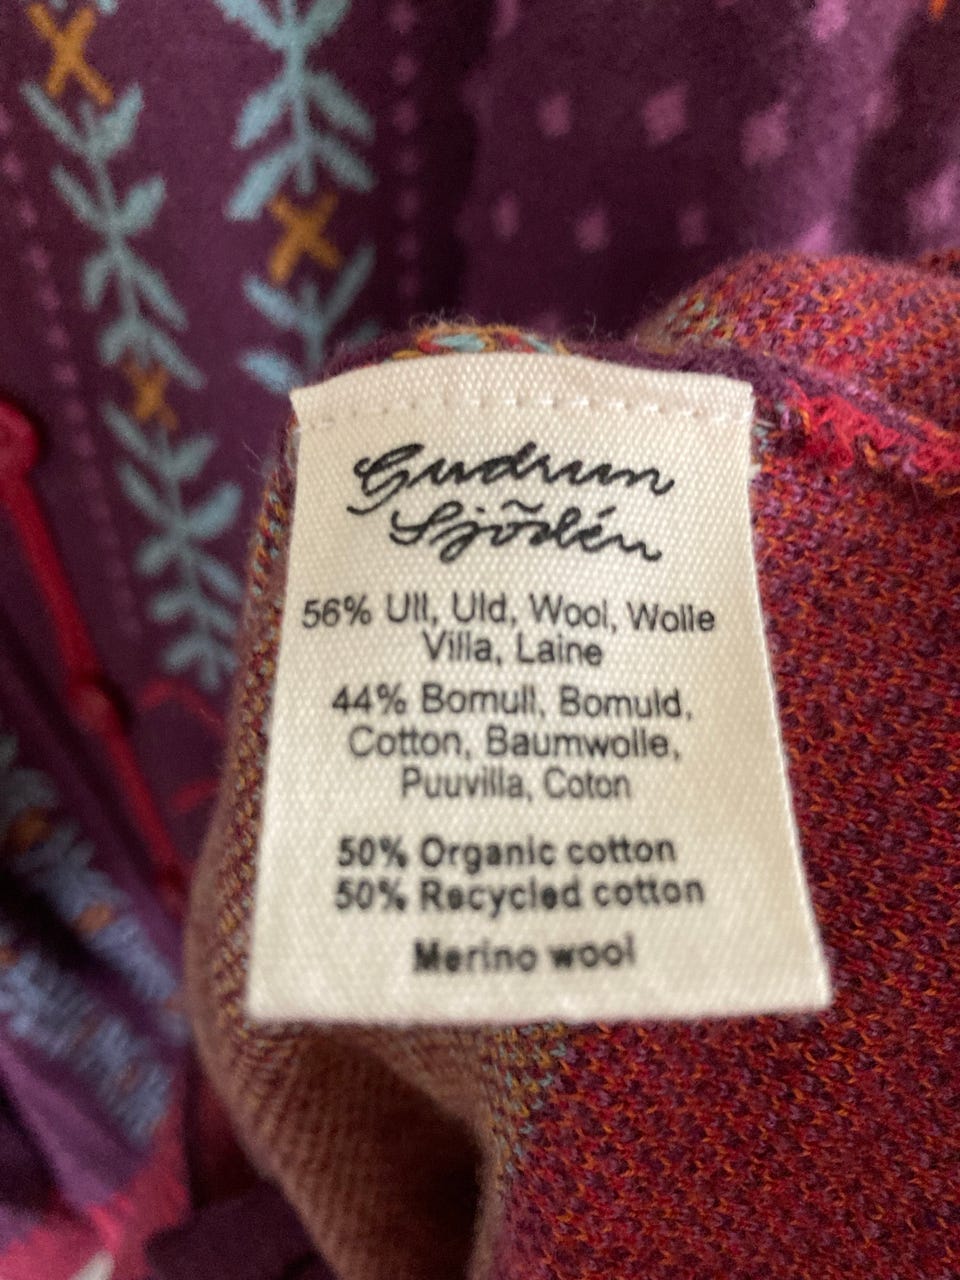 Gudrun
Sjödén
56% Ull, Uld, Wool, Wolle
Villa, Laine
44% Bomull, Bomuld,
Cotton, Baumwolle,
Puuvilla, Coton
50% Organic cotton
50% Recycled cotton
Merino wool